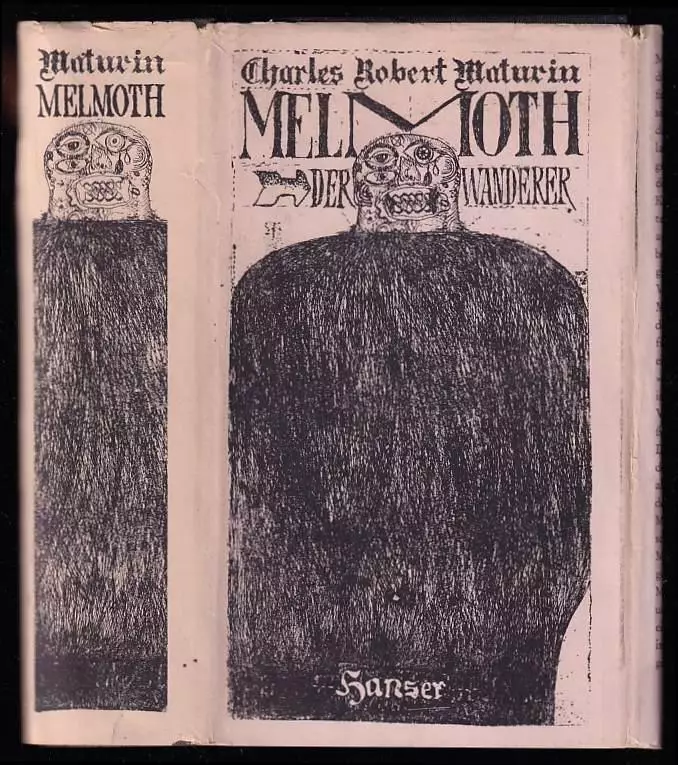 Maturin
MELMOTH
Charles Robert Maturin
MELMOTH
DER WANDERER
Hanser